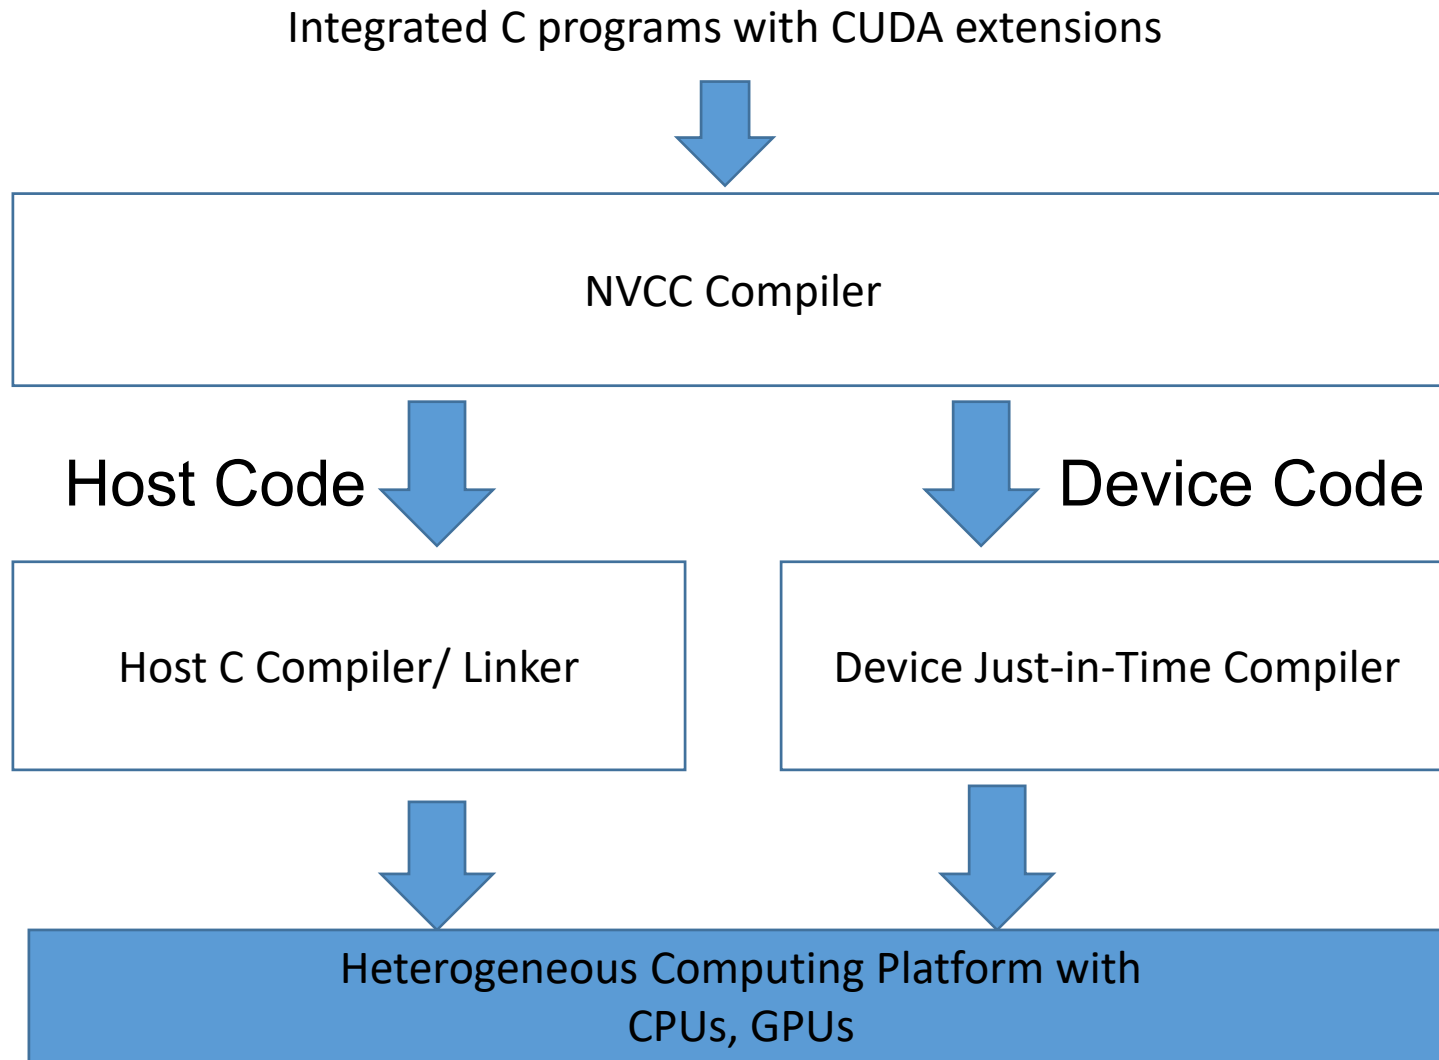 Integrated C programs with CUDA extensions
NVCC Compiler
Host Code
Device Code
Host C Compiler/ Linker
Device Just-in-Time Compiler
Heterogeneous Computing Platform with
CPUs, GPUs